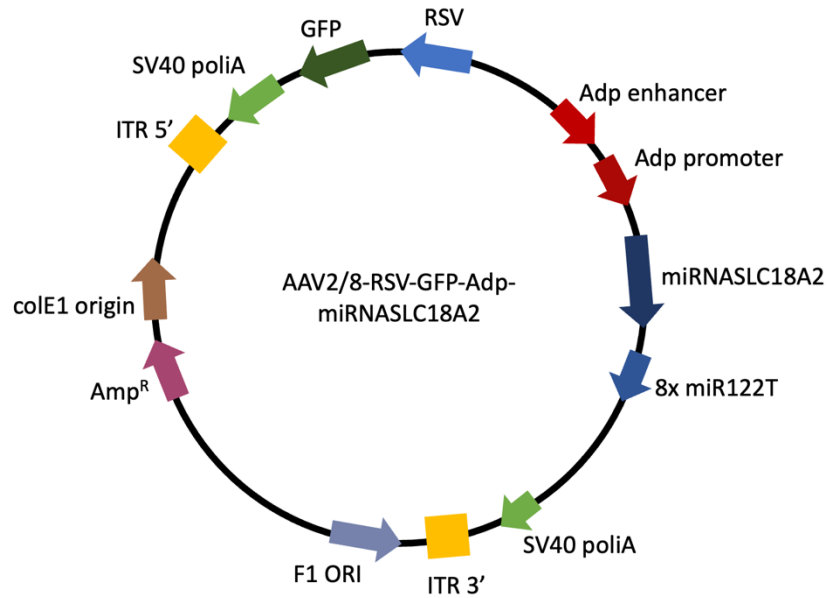 RSV
GFP
SV40 poliA
ITR 5’
Adp enhancer
Adp promoter
AAV2/8-RSV-GFP-Adp-
miRNASLC18A2
miRNASLC18A2
colE1 origin
8x miR122T
Amp^R
SV40 poliA
F1 ORI
ITR 3’